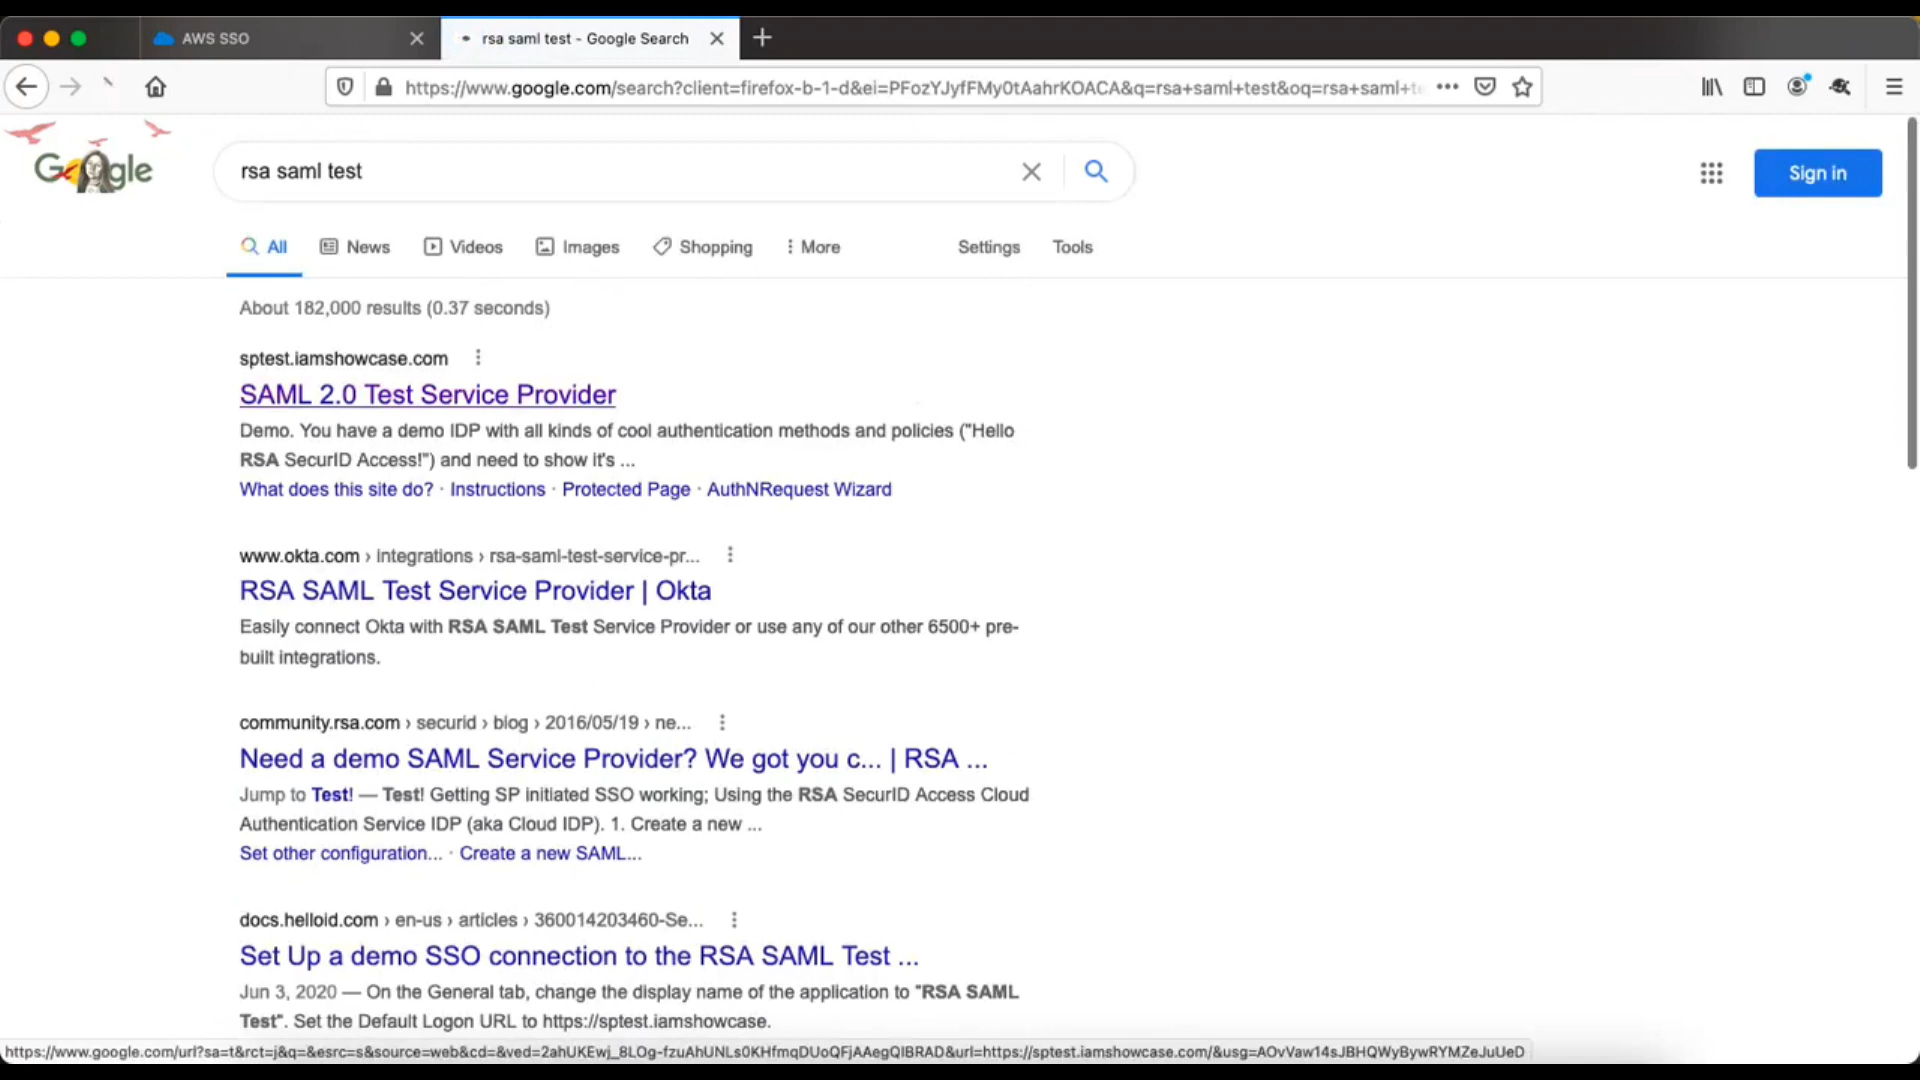 AWS SSO
rsa saml test - Google Search
https://www.google.com/search?client=firefox-b-1-d&ei=PFozYJyfFMy0tAahrKOACA&q=rsa+saml+test&oq=rsa+saml+te
Google
rsa saml test
Sign in
All News Videos Images Shopping More Settings Tools
About 182,000 results (0.37 seconds)
sptest.iamshowcase.com
SAML 2.0 Test Service Provider
Demo. You have a demo IDP with all kinds of cool authentication methods and policies ("Hello
RSA SecurID Access!") and need to show it's ...
What does this site do? · Instructions · Protected Page · AuthNRequest Wizard
www.okta.com › integrations › rsa-saml-test-service-pr...
RSA SAML Test Service Provider | Okta
Easily connect Okta with RSA SAML Test Service Provider or use any of our other 6500+ pre-
built integrations.
community.rsa.com › securid › blog › 2016/05/19 › ne...
Need a demo SAML Service Provider? We got you c... | RSA ...
Jump to Test! — Test! Getting SP initiated SSO working; Using the RSA SecurID Access Cloud
Authentication Service IDP (aka Cloud IDP). 1. Create a new ...
Set other configuration... · Create a new SAML...
docs.helloid.com › en-us › articles › 360014203460-Se...
Set Up a demo SSO connection to the RSA SAML Test ...
Jun 3, 2020 — On the General tab, change the display name of the application to "RSA SAML
Test". Set the Default Logon URL to https://sptest.iamshowcase.
https://www.google.com/url?sa=t&rct=j&q=&esrc=s&source=web&cd=&ved=2ahUKEwj_8LOg-fzuAhUNLs0KHfmqDUoQFjAAegQIBRAD&url=https://sptest.iamshowcase.com/&usg=AOvVaw14sJBHQWyBywRYMZeJuUeD